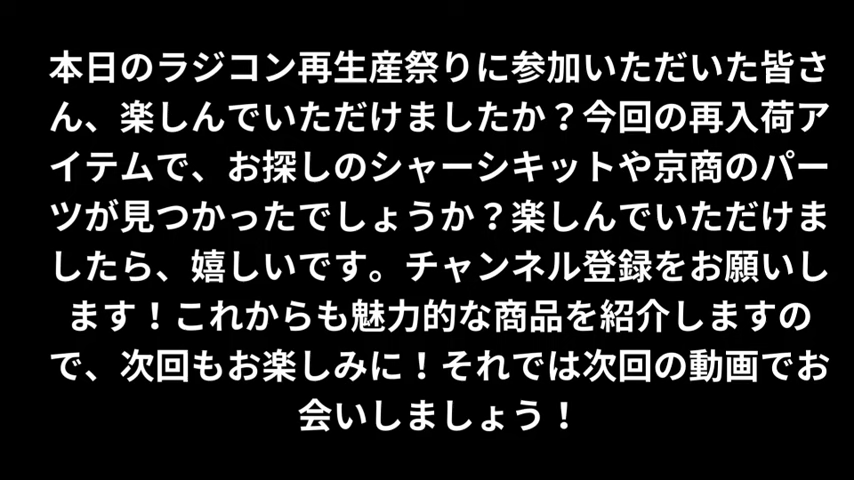 本日のラジコン再生産祭りに参加いただいた皆さ
ん、楽しんでいただけましたか？今回の再入荷ア
イテムで、お探しのシャーシキットや京商のパー
ツが見つかったでしょうか？楽しんでいただけま
したら、嬉しいです。チャンネル登録をお願いし
ます！これからも魅力的な商品を紹介しますの
で、次回もお楽しみに！それでは次回の動画でお
会いしましょう！